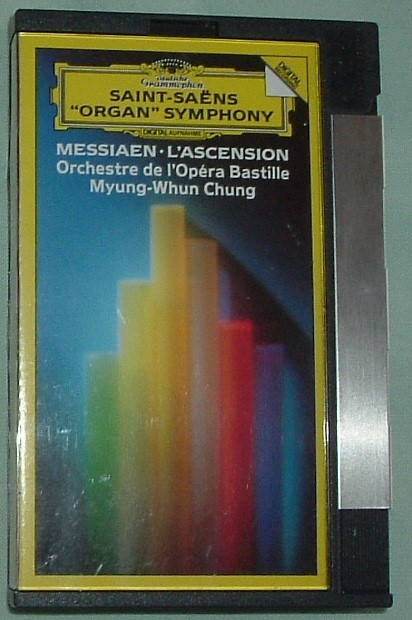 Deutsche
Grammophon
SAINT-SAËNS
"ORGAN" SYMPHONY
DIGITAL AUFNAHME
DIGITAL
MESSIAEN · L'ASCENSION
Orchestre de l'Opéra Bastille
Myung-Whun Chung